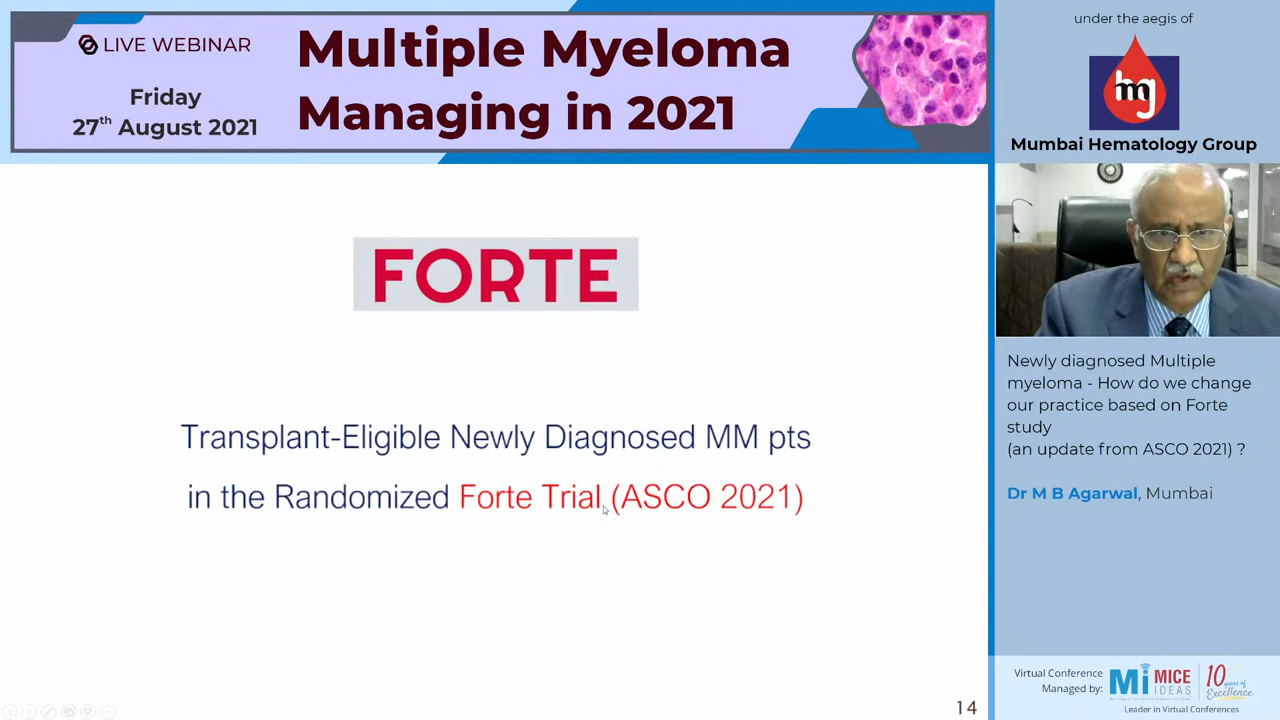 LIVE WEBINAR
Friday
27th August 2021
Multiple Myeloma
Managing in 2021
FORTE
Transplant-Eligible Newly Diagnosed MM pts
in the Randomized Forte Trial (ASCO 2021)
14
under the aegis of
hmg
Mumbai Hematology Group
Newly diagnosed Multiple
myeloma - How do we change
our practice based on Forte
study
(an update from ASCO 2021) ?
Dr M B Agarwal, Mumbai
Virtual Conference
Managed by:
Mi MICE
IDEAS
10 years of
Excellence
Leader in Virtual Conferences